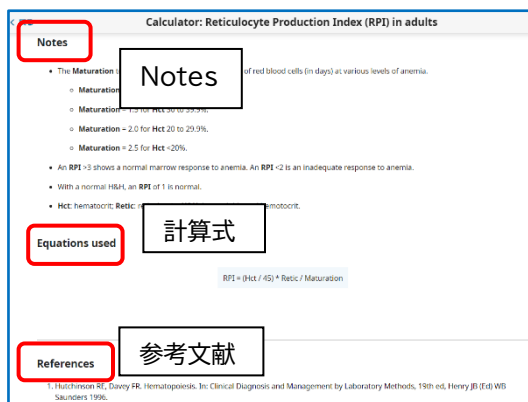 Calculator: Reticulocyte Production Index (RPI) in adults
Notes
Notes
• The Maturation of red blood cells (in days) at various levels of anemia.
○ Maturation
○ Maturation = 1.5 for Hct 30 to 39.9%.
○ Maturation = 2.0 for Hct 20 to 29.9%.
○ Maturation = 2.5 for Hct <20%.
• An RPI >3 shows a normal marrow response to anemia. An RPI <2 is an inadequate response to anemia.
• With a normal H&H, an RPI of 1 is normal.
• Hct: hematocrit; Retic:
計算式
Equations used
RPI = (Hct / 45) * Retic / Maturation
参考文献
References
1. Hutchinson RE, Davey FR. Hematopoiesis. In: Clinical Diagnosis and Management by Laboratory Methods, 19th ed, Henry JB (Ed) WB
Saunders 1996.